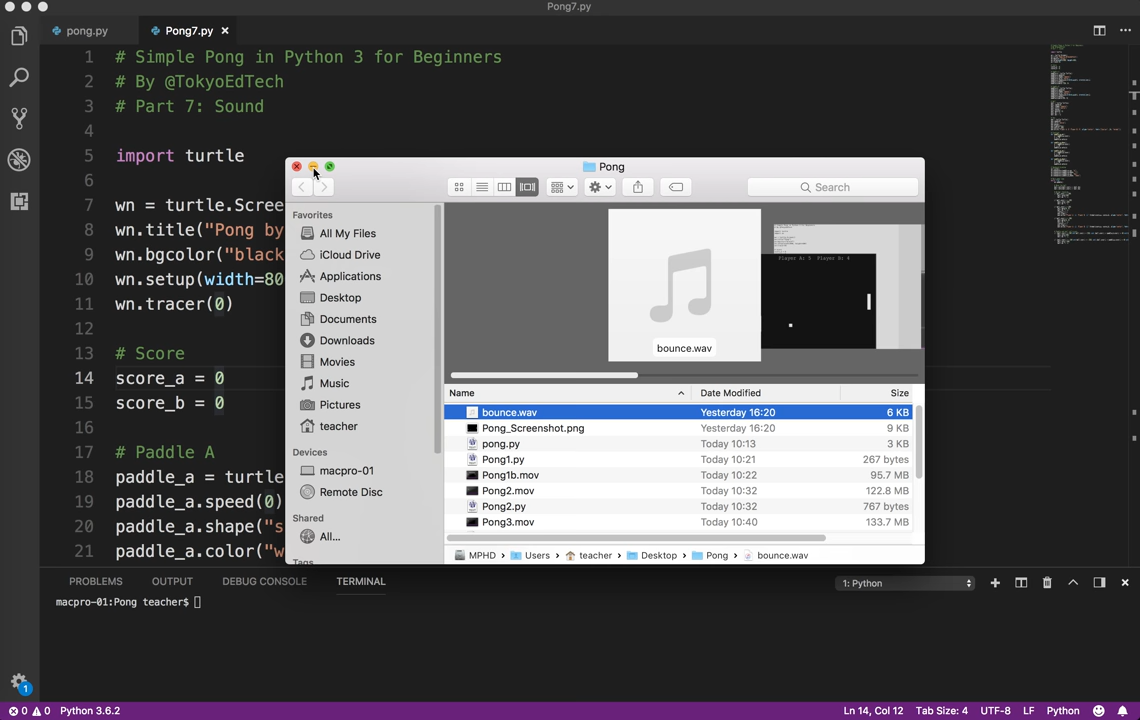 Pong7.py
pong.py
Pong7.py
1 # Simple Pong in Python 3 for Beginners
2 # By @TokyoEdTech
3 # Part 7: Sound
4
5 import turtle
6
7 wn = turtle.Scree
8 wn.title("Pong by
9 wn.bgcolor("black
10 wn.setup(width=80
11 wn.tracer(0)
12
13 # Score
14 score_a = 0
15 score_b = 0
16
17 # Paddle A
18 paddle_a = turtle
19 paddle_a.speed(0)
20 paddle_a.shape("s
21 paddle_a.color("w
Pong
Search
Favorites
All My Files
iCloud Drive
Applications
Desktop
Documents
Downloads
Movies
Music
Pictures
teacher
Devices
macpro-01
Remote Disc
Shared
All...
Tags
Player A: 5 Player B: 4
bounce.wav
Name Date Modified Size
bounce.wav Yesterday 16:20 6 KB
Pong_Screenshot.png Yesterday 16:20 9 KB
pong.py Today 10:13 3 KB
Pong1.py Today 10:21 267 bytes
Pong1b.mov Today 10:22 95.7 MB
Pong2.mov Today 10:32 122.8 MB
Pong2.py Today 10:32 767 bytes
Pong3.mov Today 10:40 133.7 MB
MPHD › Users › teacher › Desktop › Pong › bounce.wav
PROBLEMS OUTPUT DEBUG CONSOLE TERMINAL
1: Python
macpro-01:Pong teacher$
1
0 0 Python 3.6.2
Ln 14, Col 12 Tab Size: 4 UTF-8 LF Python